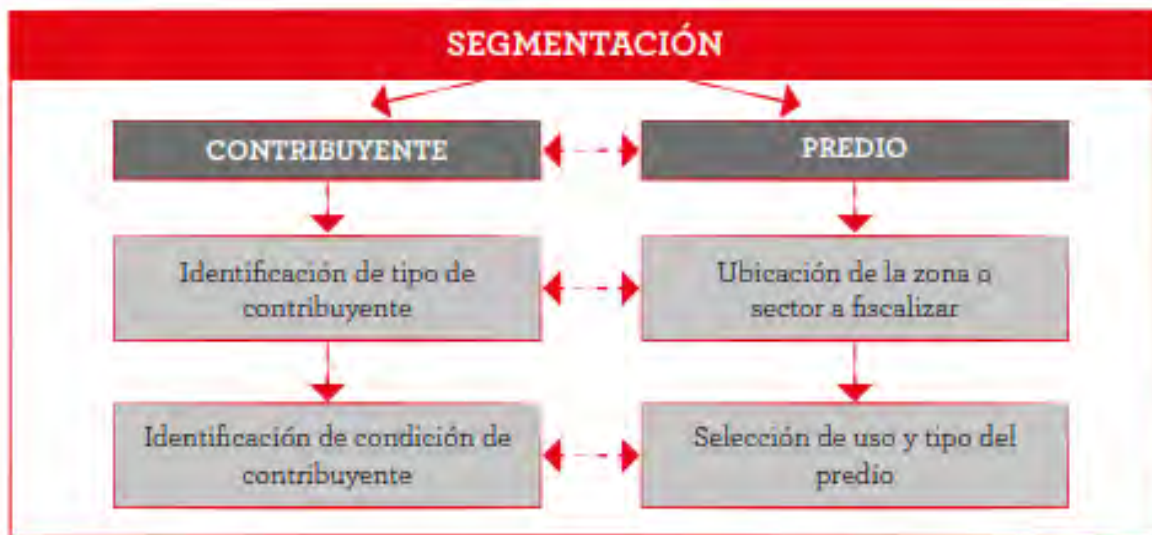 SEGMENTACIÓN
CONTRIBUYENTE
PREDIO
Identificación de tipo de
contribuyente
Ubicación de la zona o
sector a fiscalizar
Identificación de condición de
contribuyente
Selección de uso y tipo del
predio